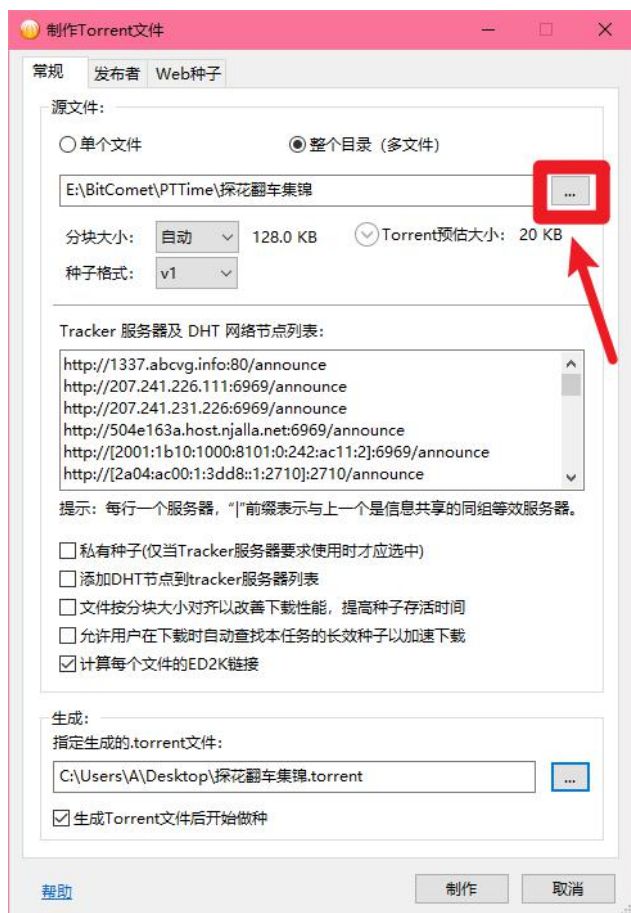 制作Torrent文件
常规 发布者 Web种子
源文件:
单个文件 整个目录（多文件）
E:\BitComet\PTTime\探花翻车集锦 ...
分块大小: 自动 128.0 KB Torrent预估大小: 20 KB
种子格式: v1
Tracker 服务器及 DHT 网络节点列表:
http://1337.abcvg.info:80/announce
http://207.241.226.111:6969/announce
http://207.241.231.226:6969/announce
http://504e163a.host.njalla.net:6969/announce
http://[2001:1b10:1000:8101:0:242:ac11:2]:6969/announce
http://[2a04:ac00:1:3dd8::1:2710]:2710/announce
提示: 每行一个服务器, “|”前缀表示与上一个是信息共享的同组等效服务器。
私有种子(仅当Tracker服务器要求使用时才应选中)
添加DHT节点到tracker服务器列表
文件按分块大小对齐以改善下载性能，提高种子存活时间
允许用户在下载时自动查找本任务的长效种子以加速下载
计算每个文件的ED2K链接
生成:
指定生成的.torrent文件:
C:\Users\A\Desktop\探花翻车集锦.torrent ...
生成Torrent文件后开始做种
帮助 制作 取消